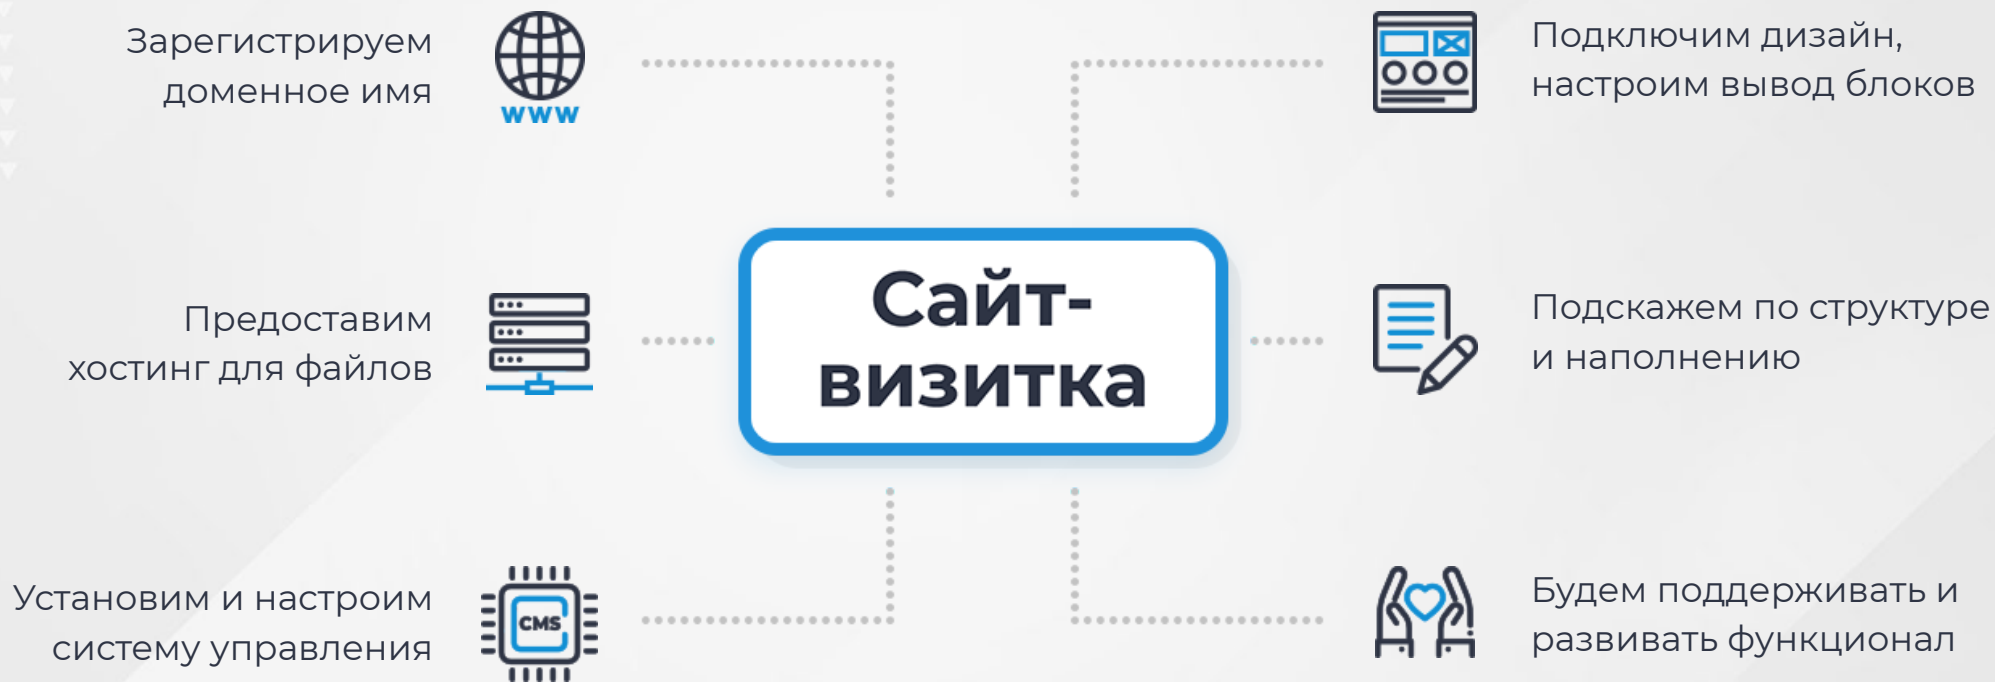 Зарегистрируем
доменное имя
WWW
Подключим дизайн,
настроим вывод блоков
Предоставим
хостинг для файлов
Сайт-
визитка
Подскажем по структуре
и наполнению
Установим и настроим
систему управления
CMS
Будем поддерживать и
развивать функционал